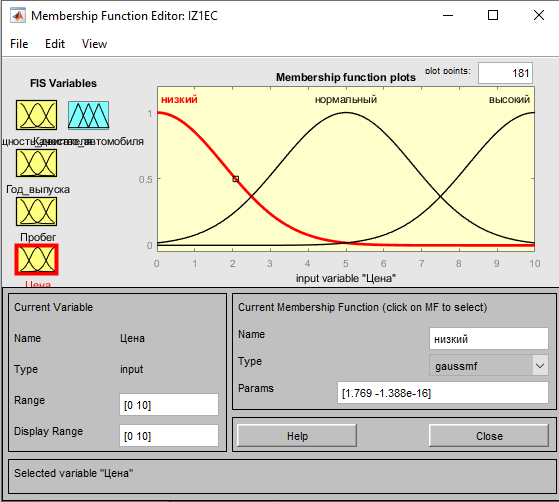 Membership Function Editor: IZ1EC
File Edit View
FIS Variables
Membership function plots
plot points: 181
низкий нормальный высокий
1
0.5
0
0 1 2 3 4 5 6 7 8 9 10
input variable "Цена"
Год_выпуска
Пробег
Цена
Current Variable
Name Цена
Type input
Range [0 10]
Display Range [0 10]
Current Membership Function (click on MF to select)
Name низкий
Type gaussmf
Params [1.769 -1.388e-16]
Help Close
Selected variable "Цена"